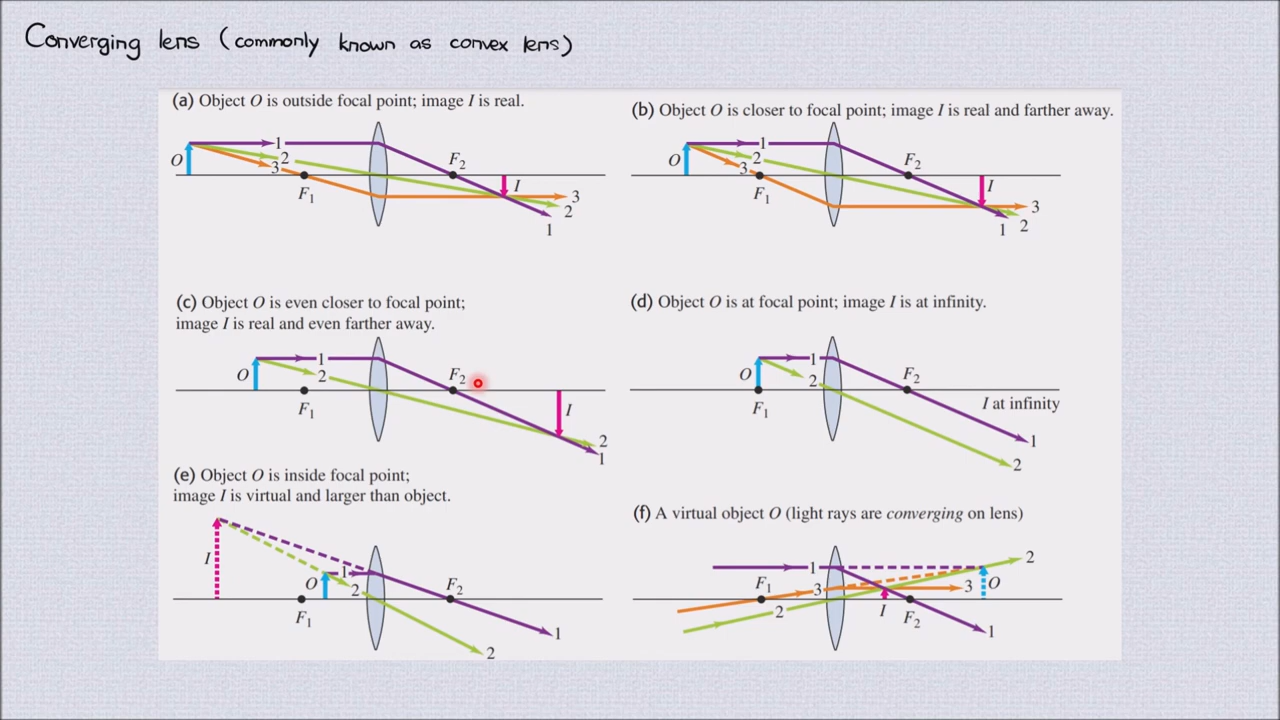 Converging lens (commonly known as convex lens)
(a) Object O is outside focal point; image I is real.
O
1
2
3
F₁
F₂
I
3
2
1
(b) Object O is closer to focal point; image I is real and farther away.
O
1
2
3
F₁
F₂
I
3
1 2
(c) Object O is even closer to focal point;
image I is real and even farther away.
O
1
2
F₁
F₂
I
2
1
(d) Object O is at focal point; image I is at infinity.
O
1
2
F₁
F₂
I at infinity
1
2
(e) Object O is inside focal point;
image I is virtual and larger than object.
I
O
1
2
F₁
F₂
1
2
(f) A virtual object O (light rays are converging on lens)
1
F₁
3
2
I
F₂
2
3
O
1